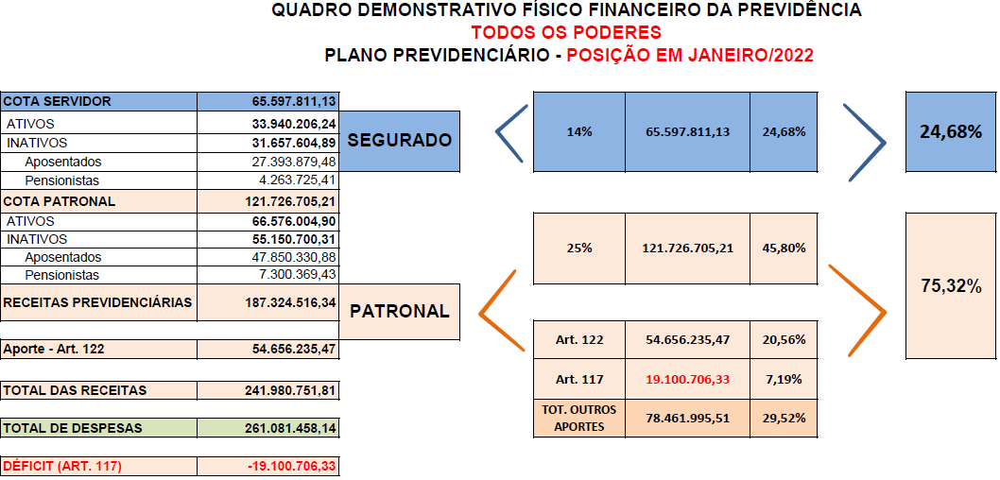 QUADRO DEMONSTRATIVO FÍSICO FINANCEIRO DA PREVIDÊNCIA
TODOS OS PODERES
PLANO PREVIDENCIÁRIO - POSIÇÃO EM JANEIRO/2022
COTA SERVIDOR 65.597.811,13
ATIVOS 33.940.206,24
INATIVOS 31.657.604,89
Aposentados 27.393.879,48
Pensionistas 4.263.725,41
COTA PATRONAL 121.726.705,21
ATIVOS 66.576.004,90
INATIVOS 55.150.700,31
Aposentados 47.850.330,88
Pensionistas 7.300.369,43
RECEITAS PREVIDENCIÁRIAS 187.324.516,34
Aporte - Art. 122 54.656.235,47
TOTAL DAS RECEITAS 241.980.751,81
TOTAL DE DESPESAS 261.081.458,14
DÉFICIT (ART. 117) -19.100.706,33
SEGURADO
14% 65.597.811,13 24,68%
24,68%
PATRONAL
25% 121.726.705,21 45,80%
Art. 122 54.656.235,47 20,56%
Art. 117 19.100.706,33 7,19%
TOT. OUTROS
APORTES 78.461.995,51 29,52%
75,32%